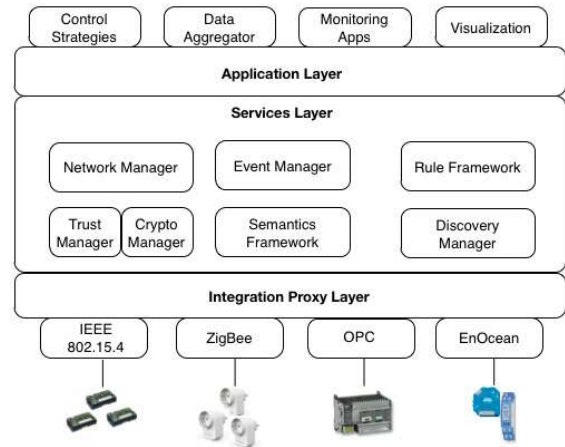 Control
Strategies
Data
Aggregator
Monitoring
Apps
Visualization
Application Layer
Services Layer
Network Manager
Event Manager
Rule Framework
Trust
Manager
Crypto
Manager
Semantics
Framework
Discovery
Manager
Integration Proxy Layer
IEEE
802.15.4
ZigBee
OPC
EnOcean